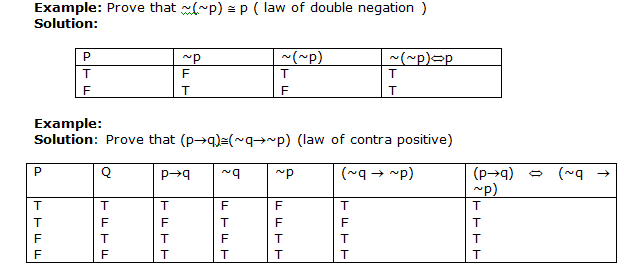 Example: Prove that ~(~p) ≅ p ( law of double negation )
Solution:
P ~p ~(~p) ~(~p)⇔p
T F T T
F T F T
Example:
Solution: Prove that (p→q)≅(~q→~p) (law of contra positive)
P Q p→q ~q ~p (~q → ~p) (p→q) ⇔ (~q →
~p)
T T T F F T T
T F F T F F T
F T T F T T T
F F T T T T T